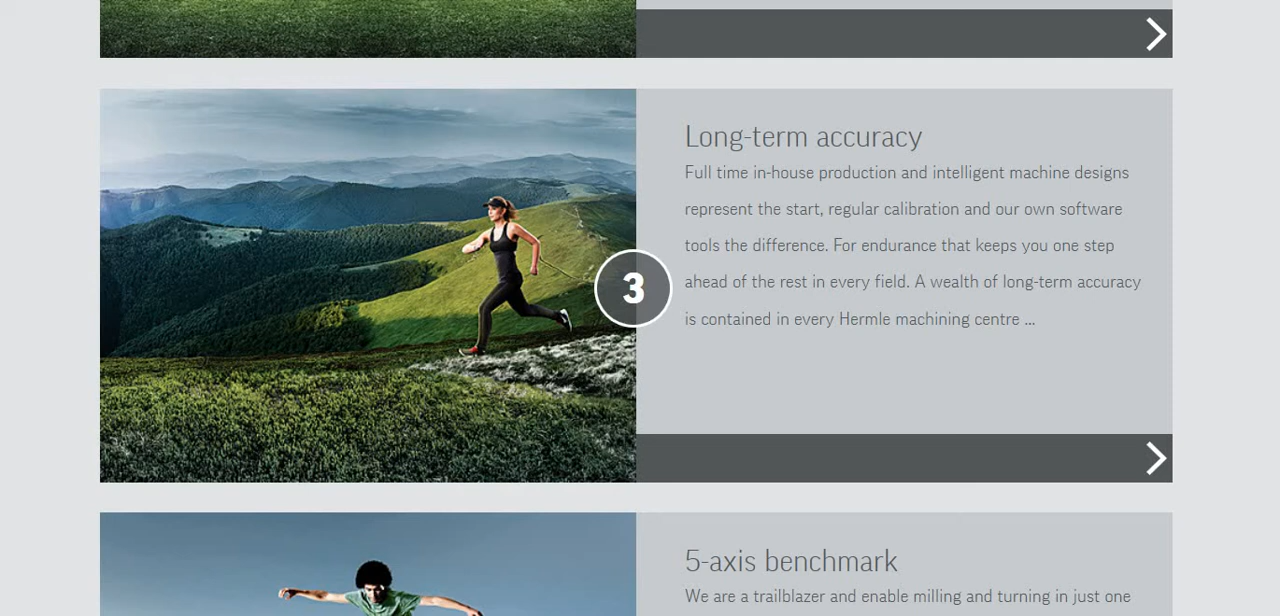 3
Long-term accuracy
Full time in-house production and intelligent machine designs
represent the start, regular calibration and our own software
tools the difference. For endurance that keeps you one step
ahead of the rest in every field. A wealth of long-term accuracy
is contained in every Hermle machining centre ...
5-axis benchmark
We are a trailblazer and enable milling and turning in just one